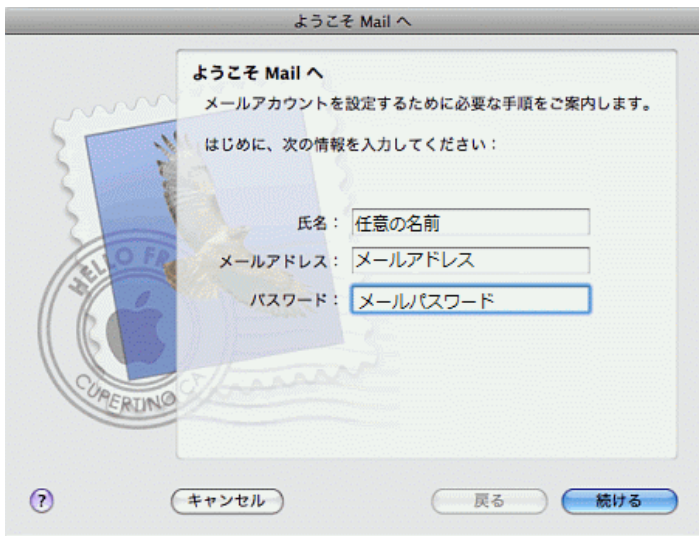 ようこそ Mail へ
ようこそ Mail へ
メールアカウントを設定するために必要な手順をご案内します。
はじめに、次の情報を入力してください：
氏名： 任意の名前
メールアドレス： メールアドレス
パスワード： メールパスワード
HELLO FR
CUPERTINO CA
? キャンセル 戻る 続ける